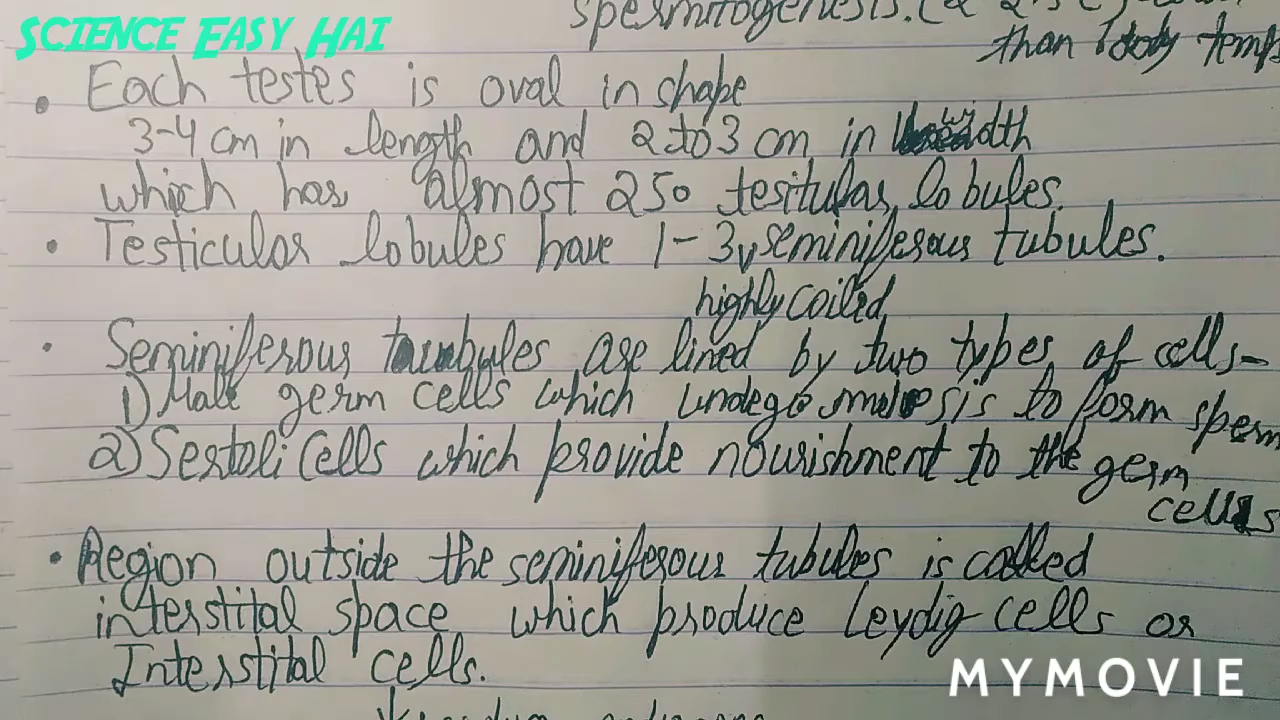 spermitogenesis.
SCIENCE EASY HAI
than body temp
• Each testes is oval in shape
3-4 cm in length and 2 to 3 cm in width
which has almost 250 testitular lobules.
• Testicular lobules have 1-3 seminiferous tubules.
highly coiled
• Seminiferous tubules are lined by two types of cells-
1) Male germ cells which undergo meiosis to form sperm
2) Sertoli Cells which provide nourishment to the germ
cells
• Region outside the seminiferous tubules is called
interstital space which produce Leydig cells or
Interstital cells.
MYMOVIE